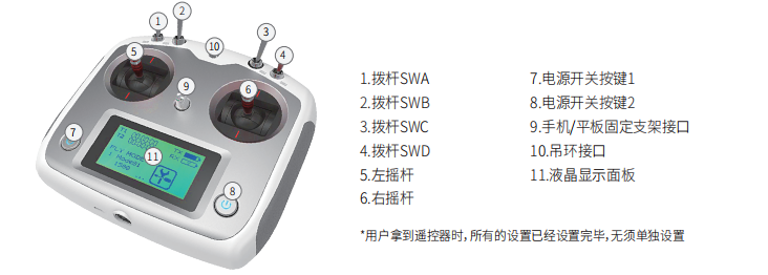 1
2
3
4
5
6
7
8
9
10
11
1.拨杆SWA
2.拨杆SWB
3.拨杆SWC
4.拨杆SWD
5.左摇杆
6.右摇杆
7.电源开关按键1
8.电源开关按键2
9.手机/平板固定支架接口
10.吊环接口
11.液晶显示面板
*用户拿到遥控器时,所有的设置已经设置完毕,无须单独设置